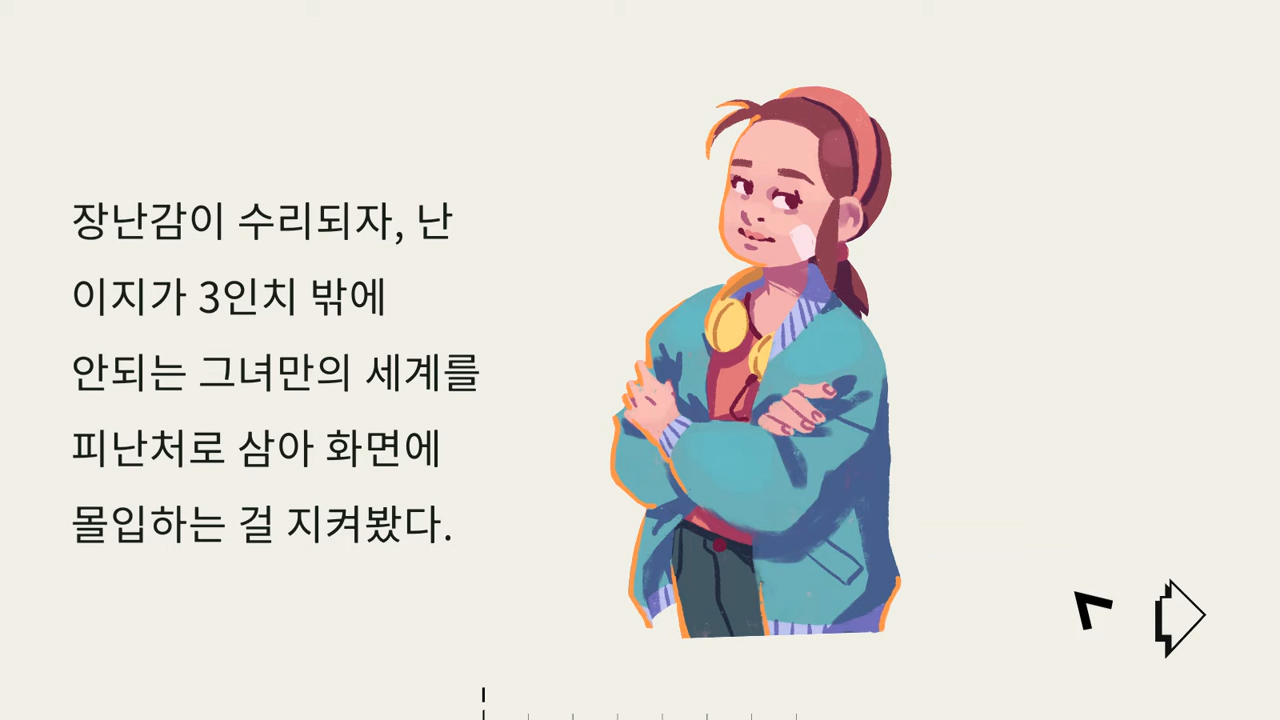 장난감이 수리되자, 난
이지가 3인치 밖에
안되는 그녀만의 세계를
피난처로 삼아 화면에
몰입하는 걸 지켜봤다.